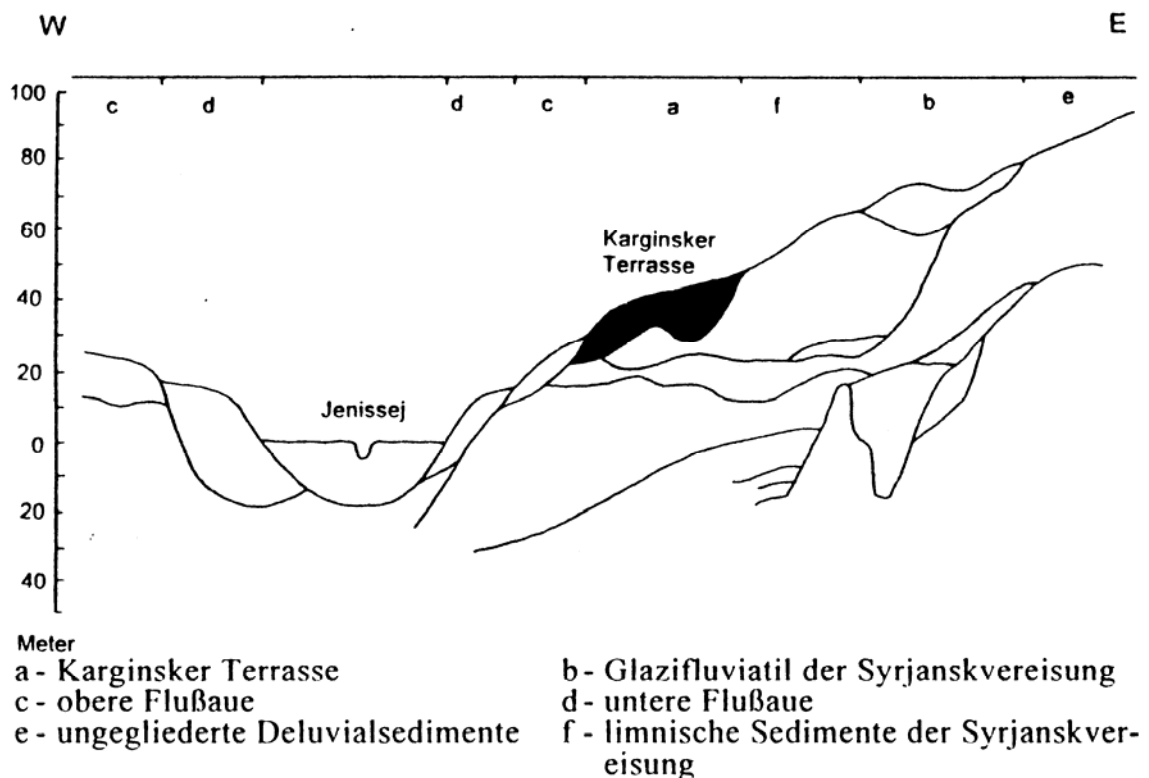 W E
100 c d d c a f b e
80
60
Karginsker
Terrasse
40
20
Jenissej
0
20
40
Meter
a - Karginsker Terrasse
b - Glazifluviatil der Syrjanskvereisung
c - obere Flußaue
d - untere Flußaue
e - ungegliederte Deluvialsedimente
f - limnische Sedimente der Syrjanskver-
eisung